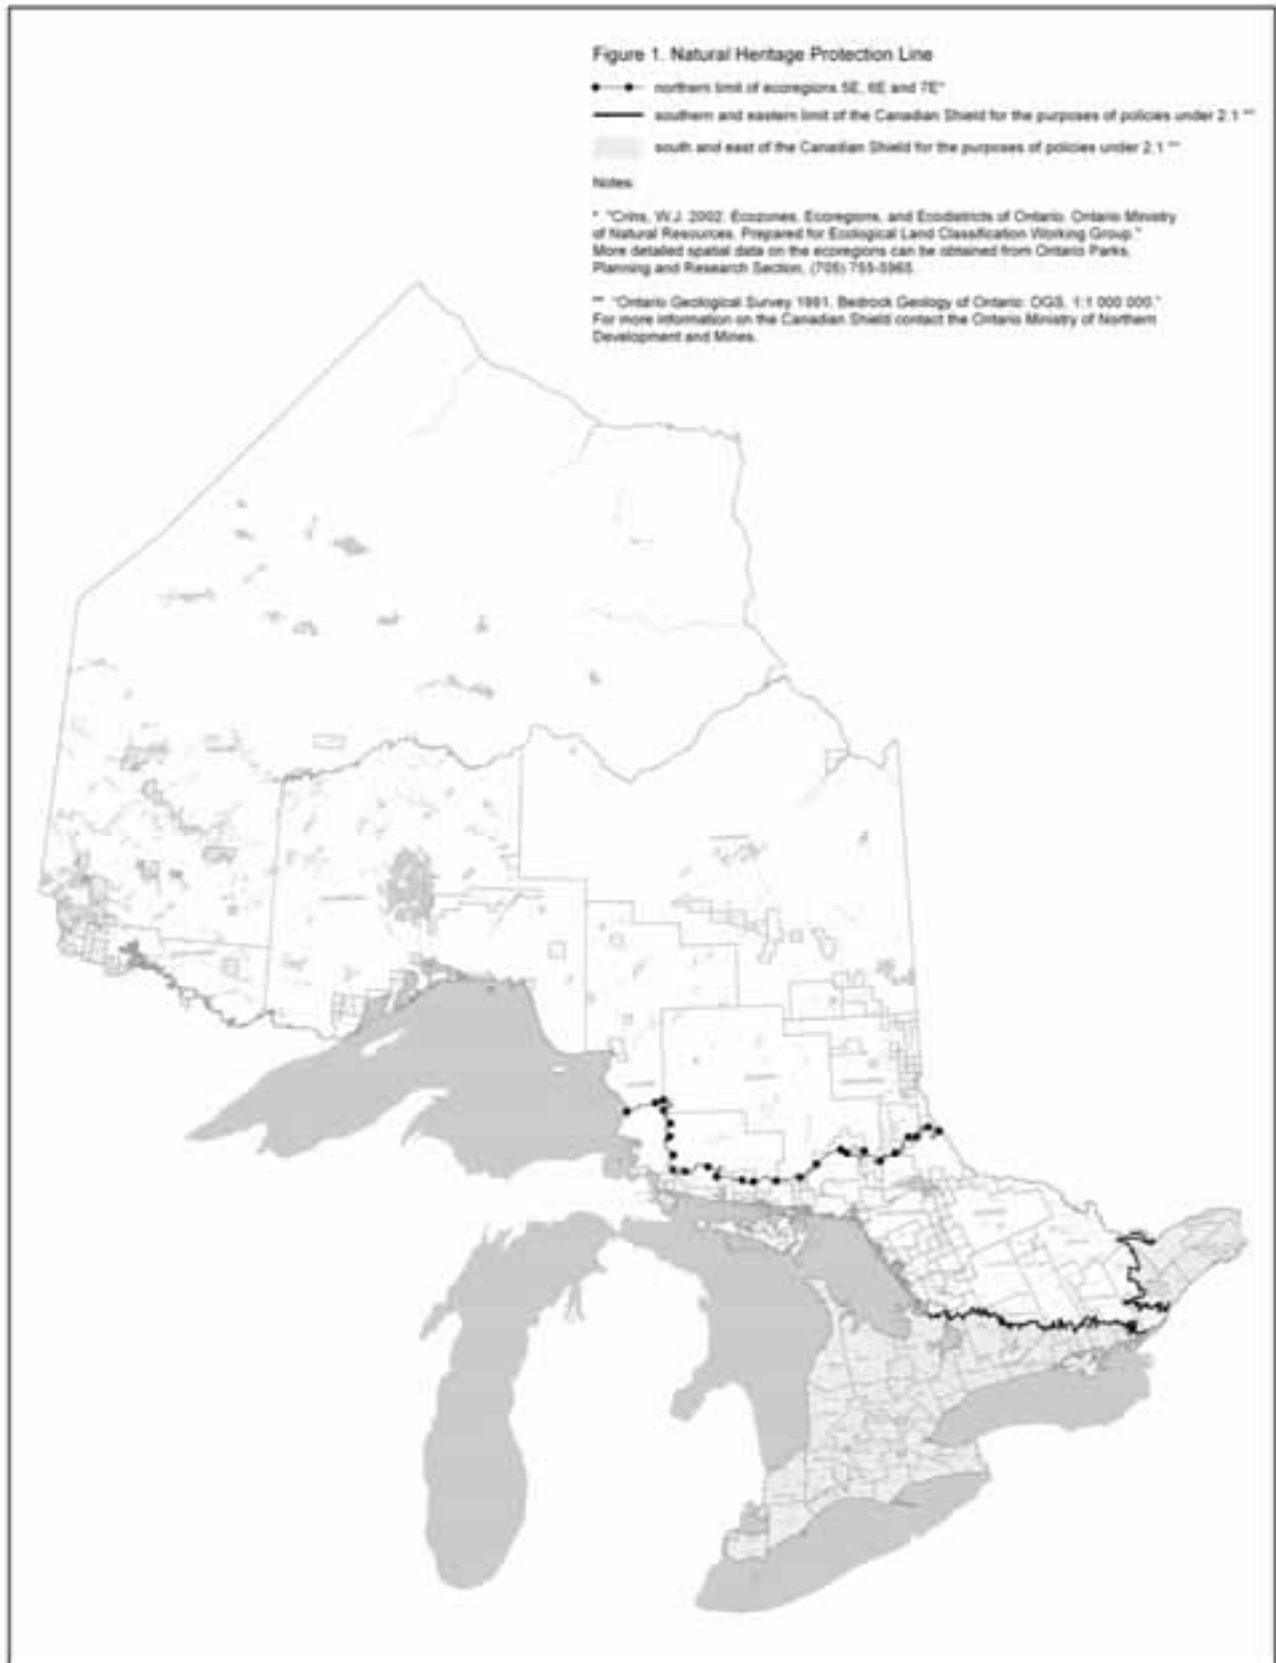 Figure 1. Natural Heritage Protection Line
northern limit of ecoregions 5E, 6E and 7E*
southern and eastern limit of the Canadian Shield for the purposes of policies under 2.1 **
south and east of the Canadian Shield for the purposes of policies under 2.1 **
Notes:
* "Crins, W.J. 2002. Ecozones, Ecoregions, and Ecodistricts of Ontario. Ontario Ministry
of Natural Resources. Prepared for Ecological Land Classification Working Group."
More detailed spatial data on the ecoregions can be obtained from Ontario Parks,
Planning and Research Section, (705) 755-
** "Ontario Geological Survey 1991. Bedrock Geology of Ontario: OGS, 1:1 000 000."
For more information on the Canadian Shield contact the Ontario Ministry of Northern
Development and Mines.